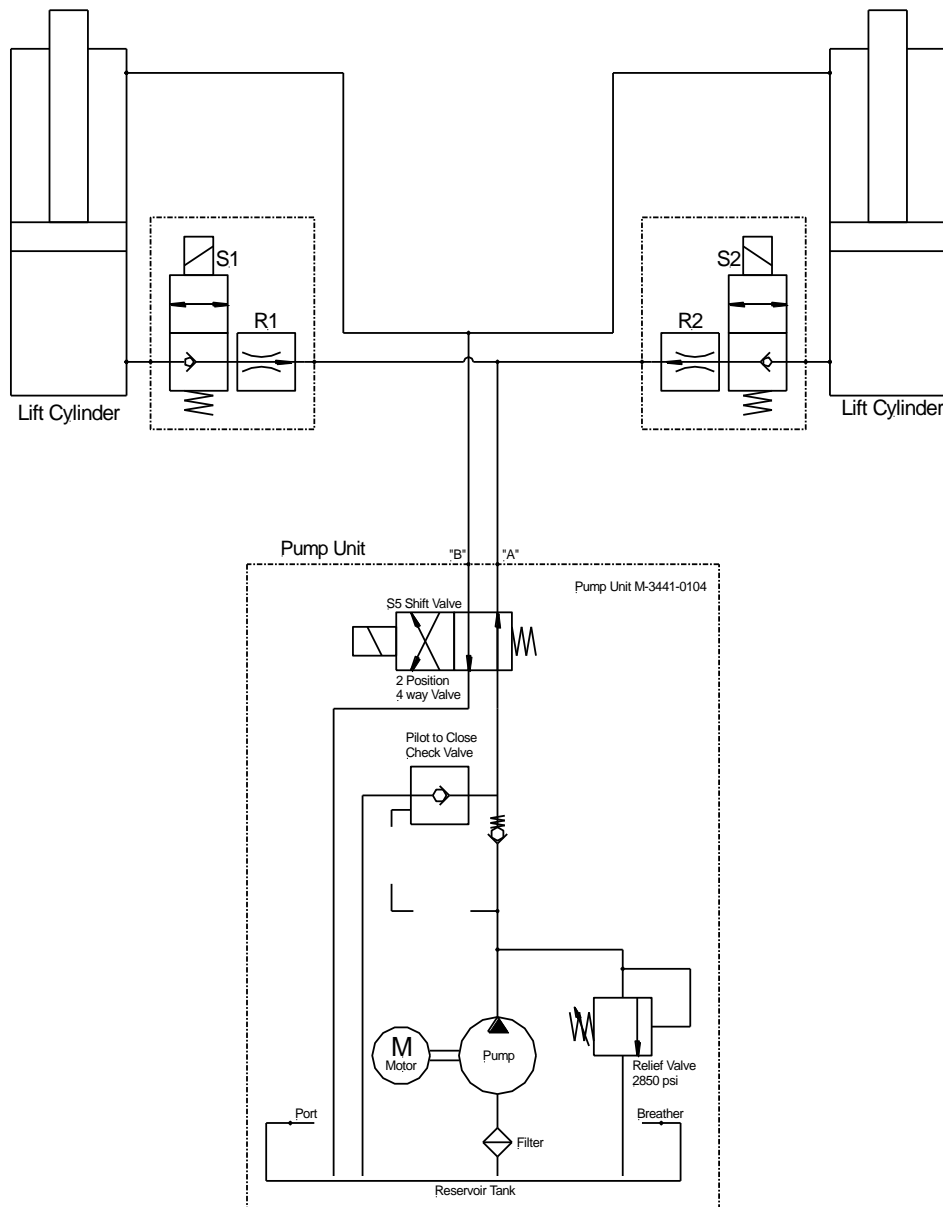 S1
S2
R1
R2
Lift Cylinder
Lift Cylinder
Pump Unit
"B"
"A"
Pump Unit M-3441-0104
S5 Shift Valve
2 Position
4 way Valve
Pilot to Close
Check Valve
M
Motor
Pump
Relief Valve
2850 psi
Port
Breather
Filter
Reservoir Tank